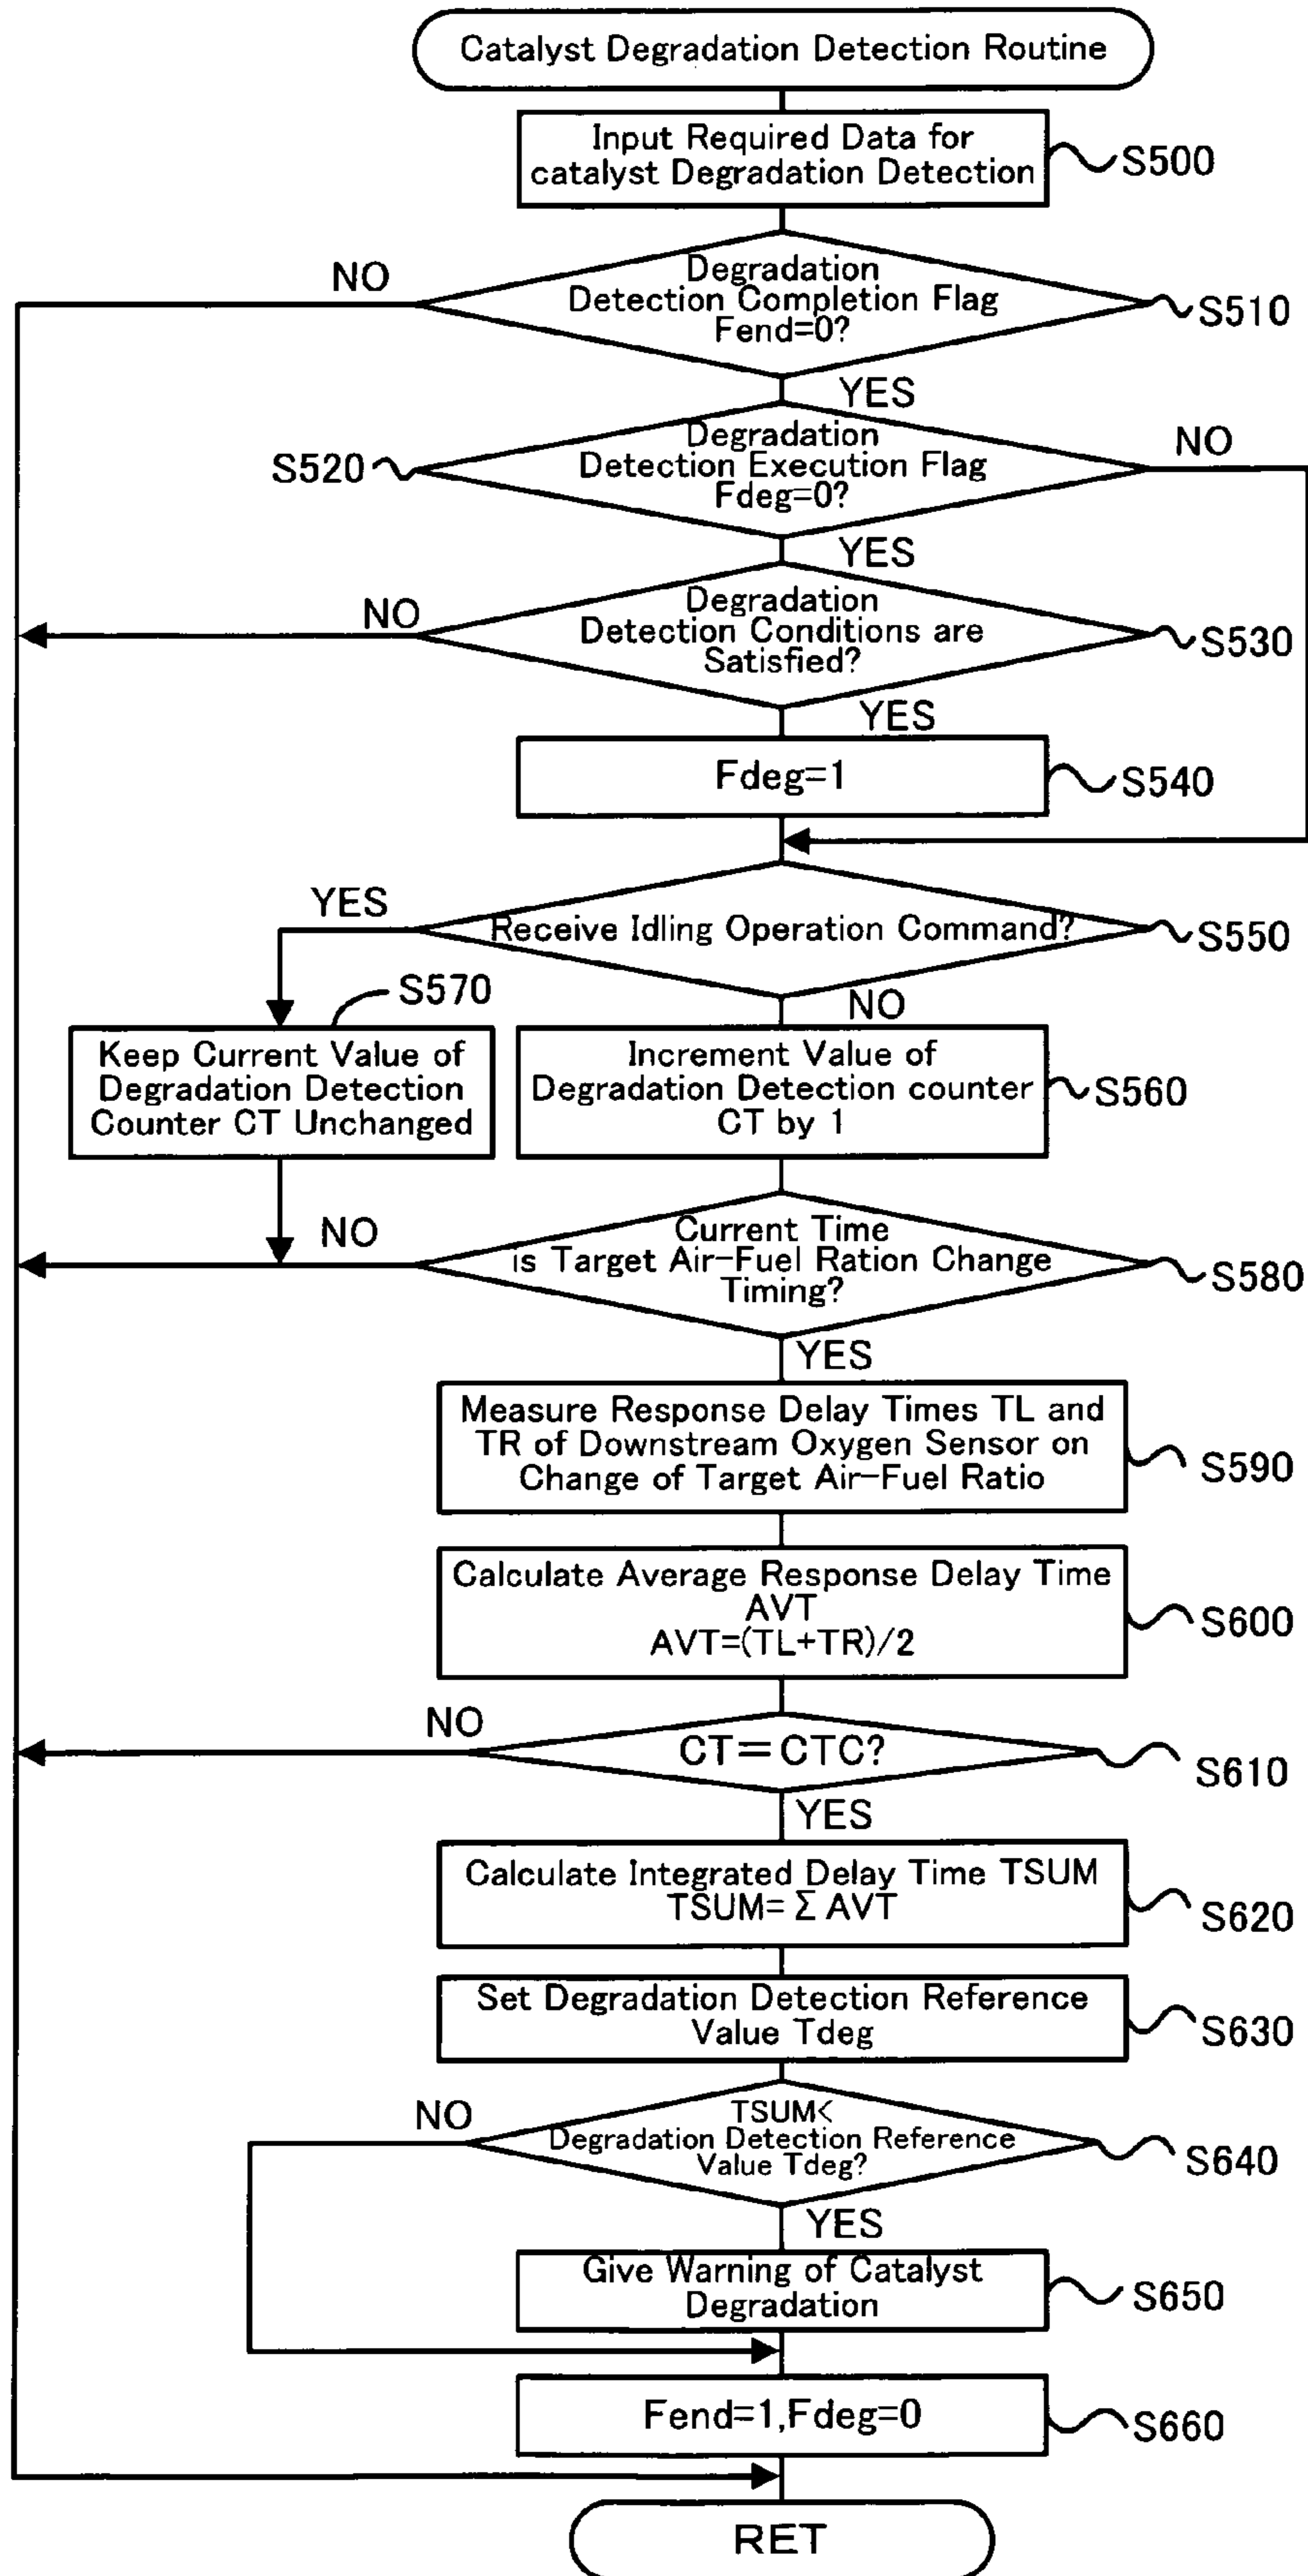 Catalyst Degradation Detection Routine
Input Required Data for
catalyst Degradation Detection
S500
NO
Degradation
Detection Completion Flag
Fend=0?
S510
YES
S520
Degradation
Detection Execution Flag
Fdeg=0?
NO
YES
NO
Degradation
Detection Conditions are
Satisfied?
S530
YES
Fdeg=1
S540
YES
Receive Idling Operation Command?
S550
S570
NO
Keep Current Value of
Degradation Detection
Counter CT Unchanged
Increment Value of
Degradation Detection counter
CT by 1
S560
NO
Current Time
is Target Air-Fuel Ration Change
Timing?
S580
YES
Measure Response Delay Times TL and
TR of Downstream Oxygen Sensor on
Change of Target Air-Fuel Ratio
S590
Calculate Average Response Delay Time
AVT
AVT=(TL+TR)/2
S600
NO
CT=CTC?
S610
YES
Calculate Integrated Delay Time TSUM
TSUM= Σ AVT
S620
Set Degradation Detection Reference
Value Tdeg
S630
NO
TSUM<
Degradation Detection Reference
Value Tdeg?
S640
YES
Give Warning of Catalyst
Degradation
S650
Fend=1,Fdeg=0
S660
RET